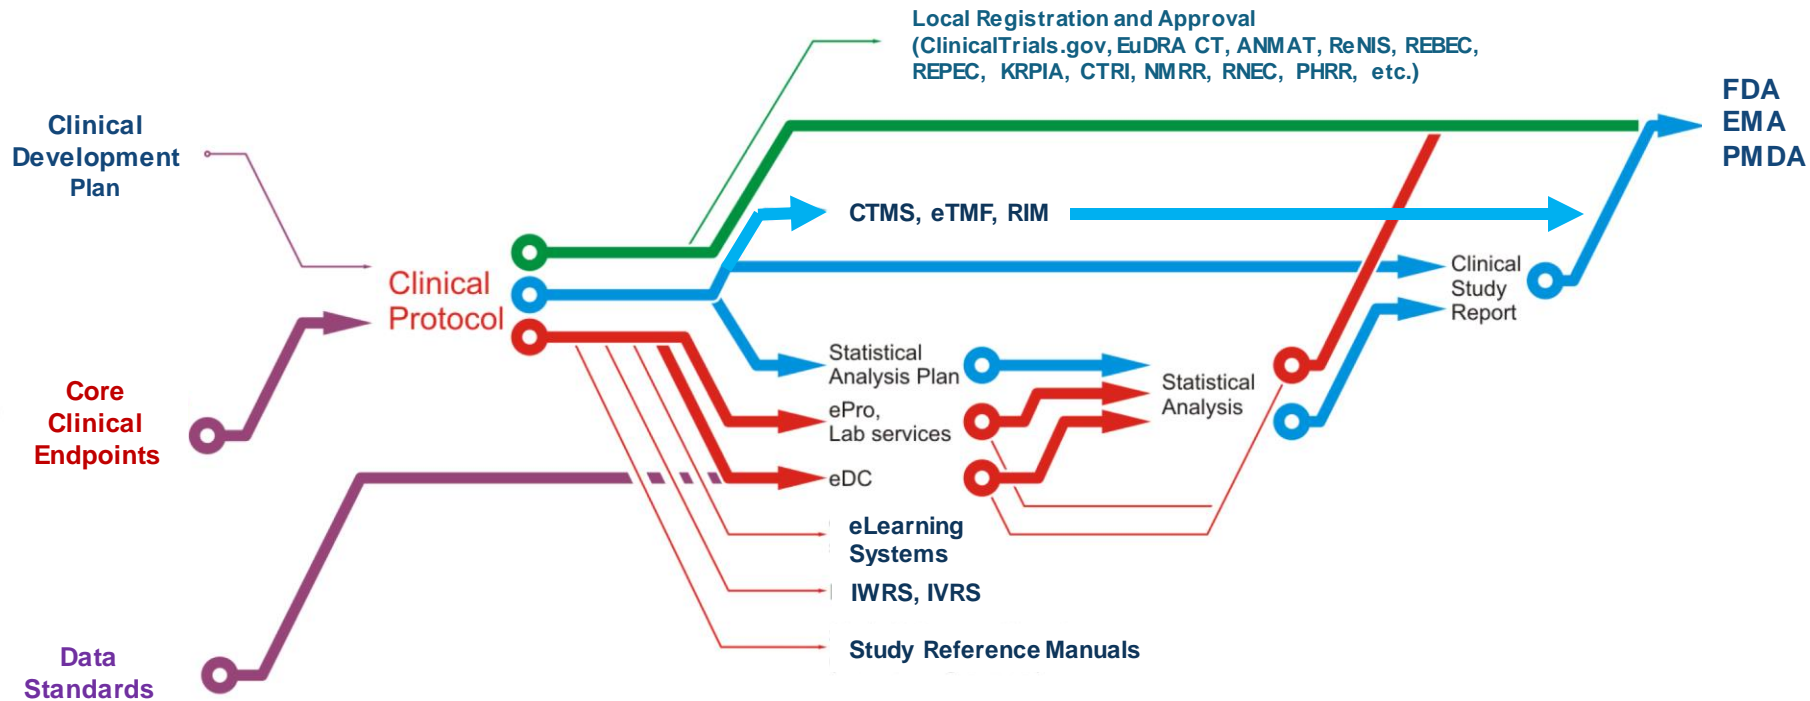 Local Registration and Approval
(ClinicalTrials.gov, EuDRA CT, ANMAT, ReNIS, REBEC,
REPEC, KRPIA, CTRI, NMRR, RNEC, PHRR, etc.)
FDA
EMA
PMDA
Clinical
Development
Plan
CTMS, eTMF, RIM
Clinical
Protocol
Clinical
Study
Report
Statistical
Analysis Plan
Statistical
Analysis
Core
Clinical
Endpoints
ePro,
Lab services
eDC
eLearning
Systems
IWRS, IVRS
Study Reference Manuals
Data
Standards